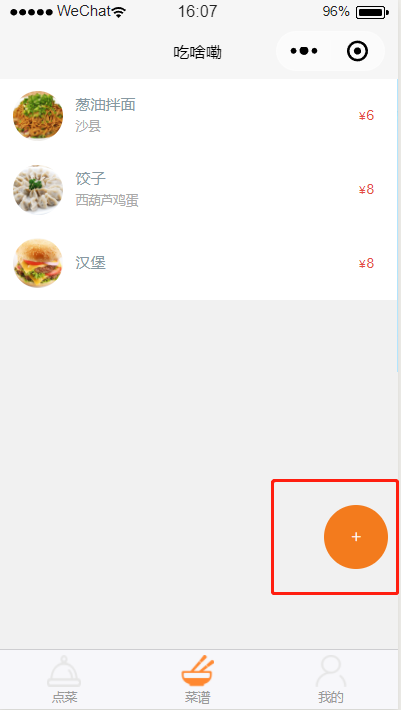 WeChat 16:07 96%
吃啥嘞
葱油拌面
沙县
¥6
饺子
西葫芦鸡蛋
¥8
汉堡
¥8
+
点菜 菜谱 我的